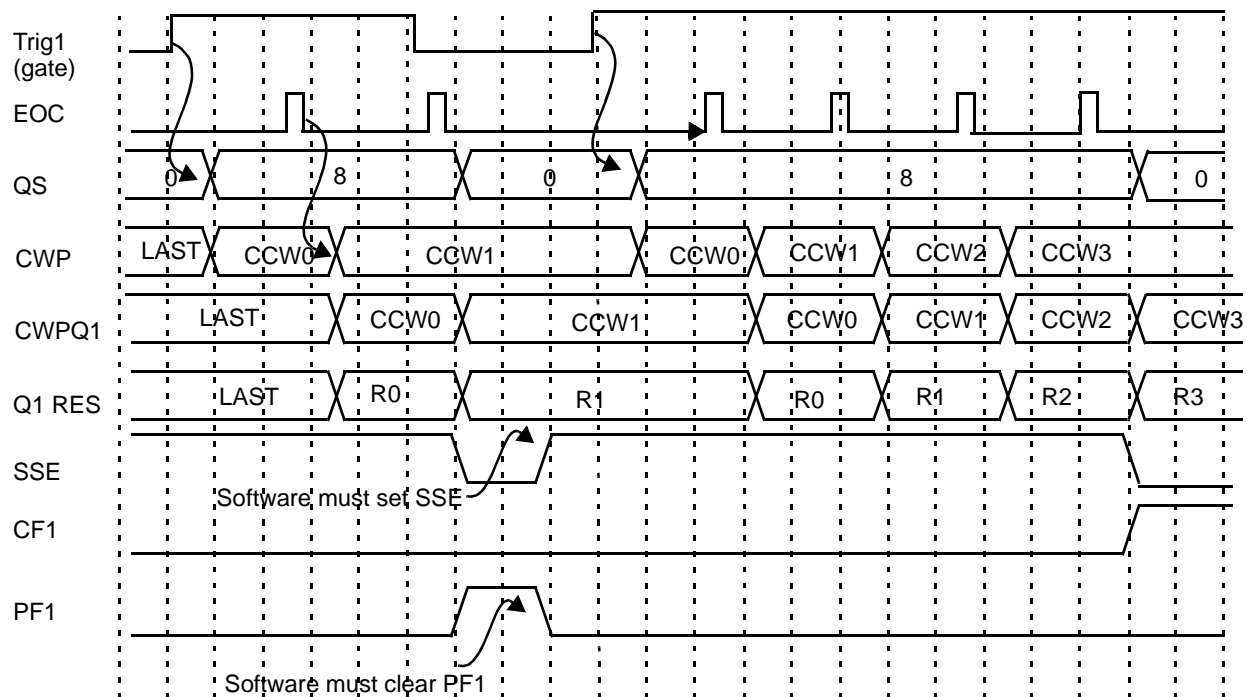 Trig1
(gate)
EOC
QS 0 8 0 8 0
CWP LAST CCW0 CCW1 CCW0 CCW1 CCW2 CCW3
CWPQ1 LAST CCW0 CCW1 CCW0 CCW1 CCW2 CCW3
Q1 RES LAST R0 R1 R0 R1 R2 R3
SSE
Software must set SSE
CF1
PF1
Software must clear PF1